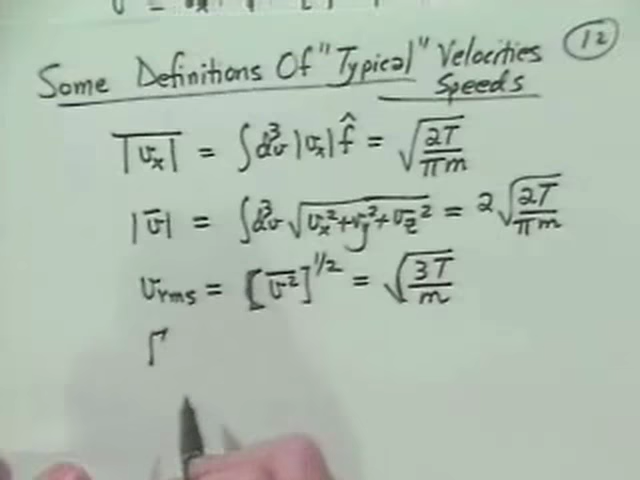 Some Definitions Of "Typical" Velocities
Speeds
12
\overline{|v_x|} = ∫d³v |v_x| f̂ = √(2T/πm)
|v̄| = ∫d³v √(v_x²+v_y²+v_z²) = 2√(2T/πm)
v_rms = [\overline{v²}]^{1/2} = √(3T/m)
Γ